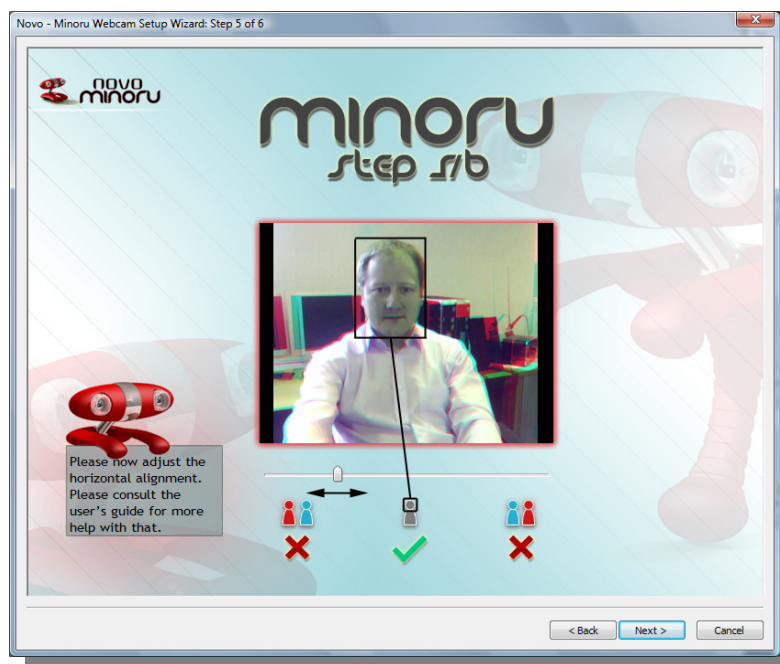 Novo - Minoru Webcam Setup Wizard: Step 5 of 6
novo
minoru
minoru
step 5/6
Please now adjust the
horizontal alignment.
Please consult the
user's guide for more
help with that.
< Back
Next >
Cancel